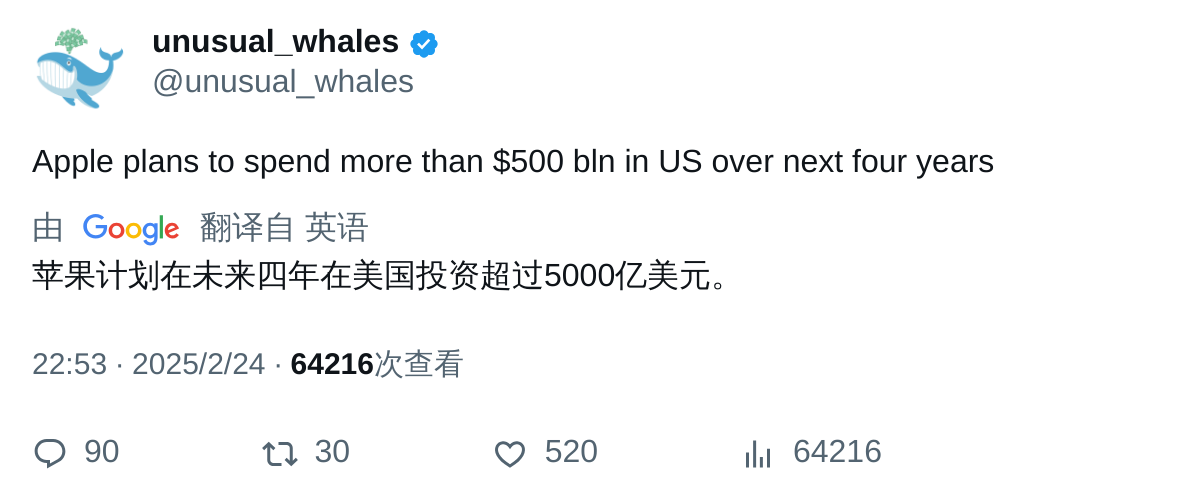 unusual_whales
@unusual_whales
Apple plans to spend more than $500 bln in US over next four years
由 Google 翻译自 英语
苹果计划在未来四年在美国投资超过5000亿美元。
22:53 · 2025/2/24 · 64216次查看
90 30 520 64216